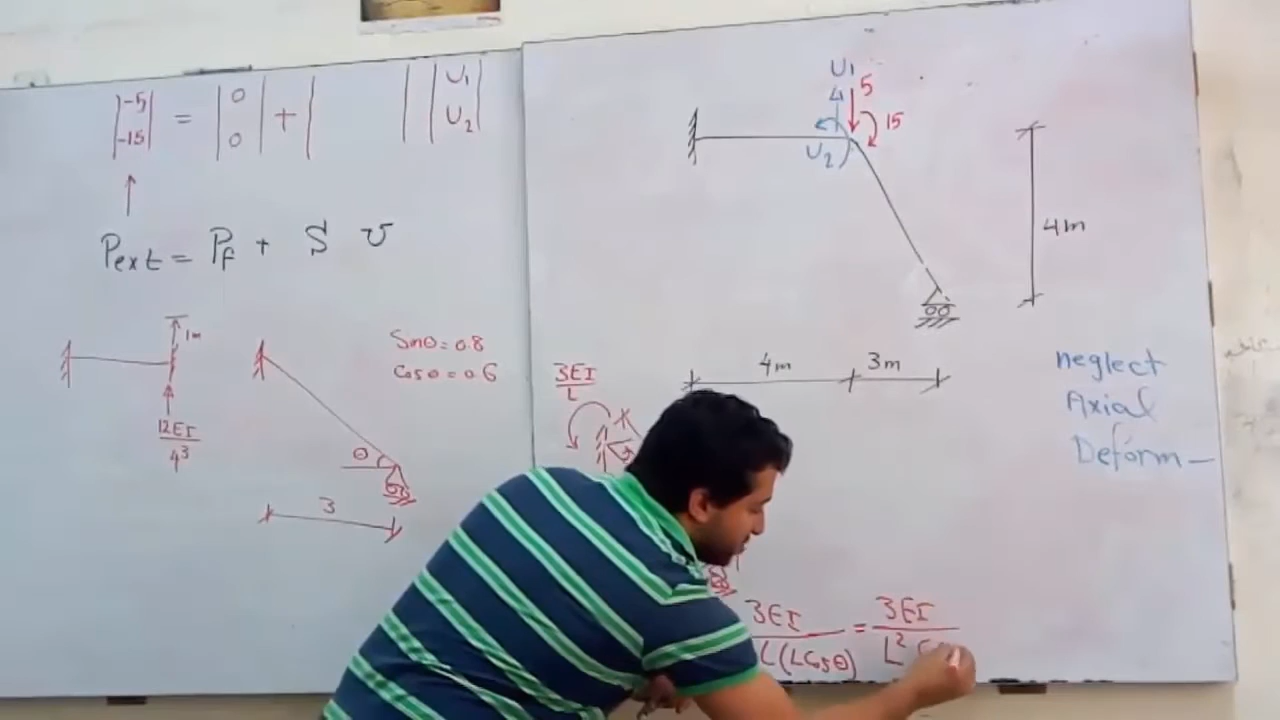 |-5| = |0| + | | |U₁|
|-15| |0| | | |U₂|
Pext = Pf + S U
1m
12EI
4³
Sinθ = 0.8
Cosθ = 0.6
θ
3
U₁
5
15
U₂
4m
4m
3m
3EI
L
neglect
Axial
Deform
3EI = 3EI
L(LCosθ) L²